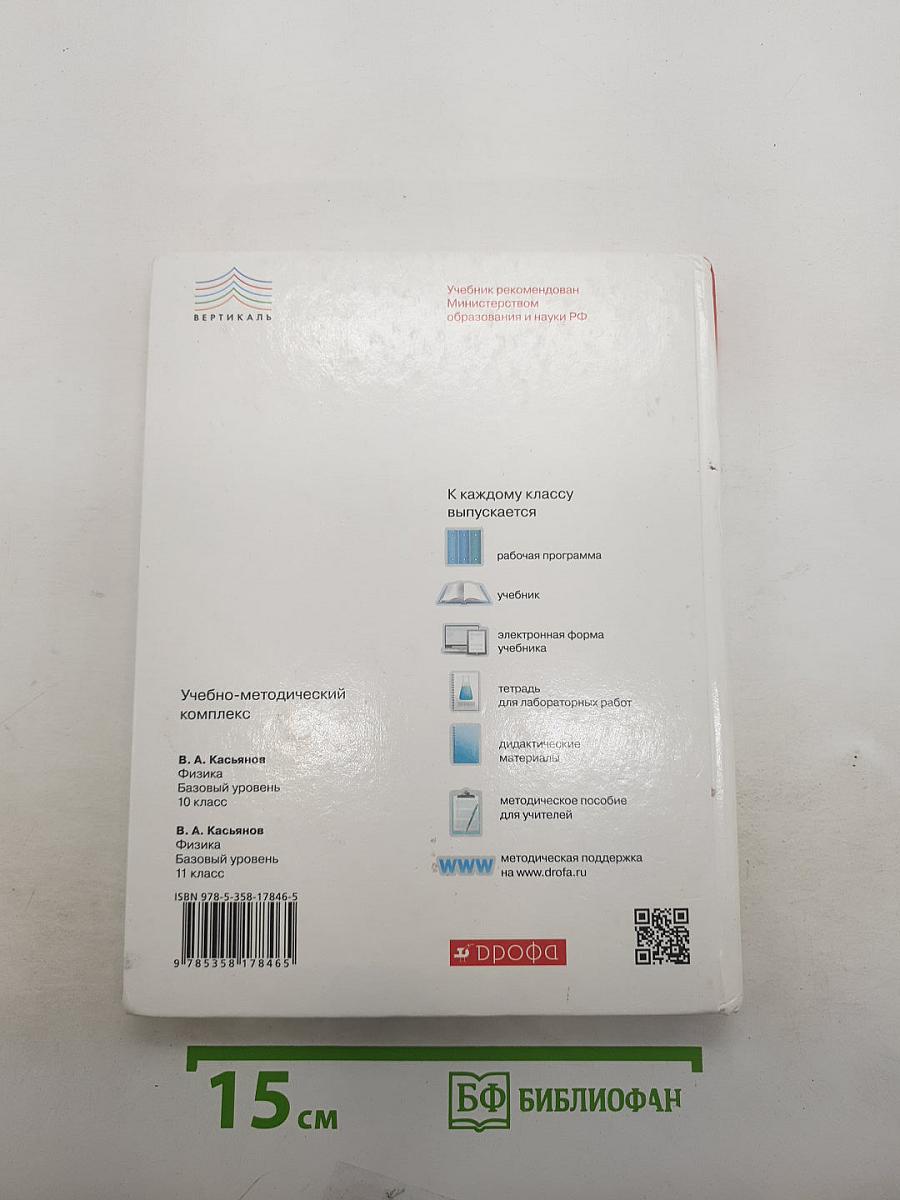 ВЕРТИКАЛЬ
Учебник рекомендован
Министерством
образования и науки РФ
К каждому классу
выпускается
рабочая программа
учебник
электронная форма
учебника
тетрадь
для лабораторных работ
дидактические
материалы
методическое пособие
для учителей
www методическая поддержка
на www.drofa.ru
Учебно-методический
комплекс
В. А. Касьянов
Физика
Базовый уровень
10 класс
В. А. Касьянов
Физика
Базовый уровень
11 класс
ISBN 978-5-358-17846-5
9 785358 178465
дрофа
15 см
БФ БИБЛИОФАН